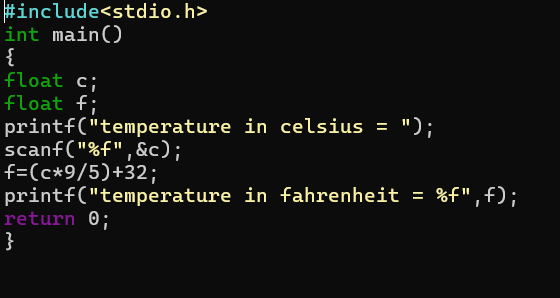 #include<stdio.h>
int main()
{
float c;
float f;
printf("temperature in celsius = ");
scanf("%f",&c);
f=(c*9/5)+32;
printf("temperature in fahrenheit = %f",f);
return 0;
}